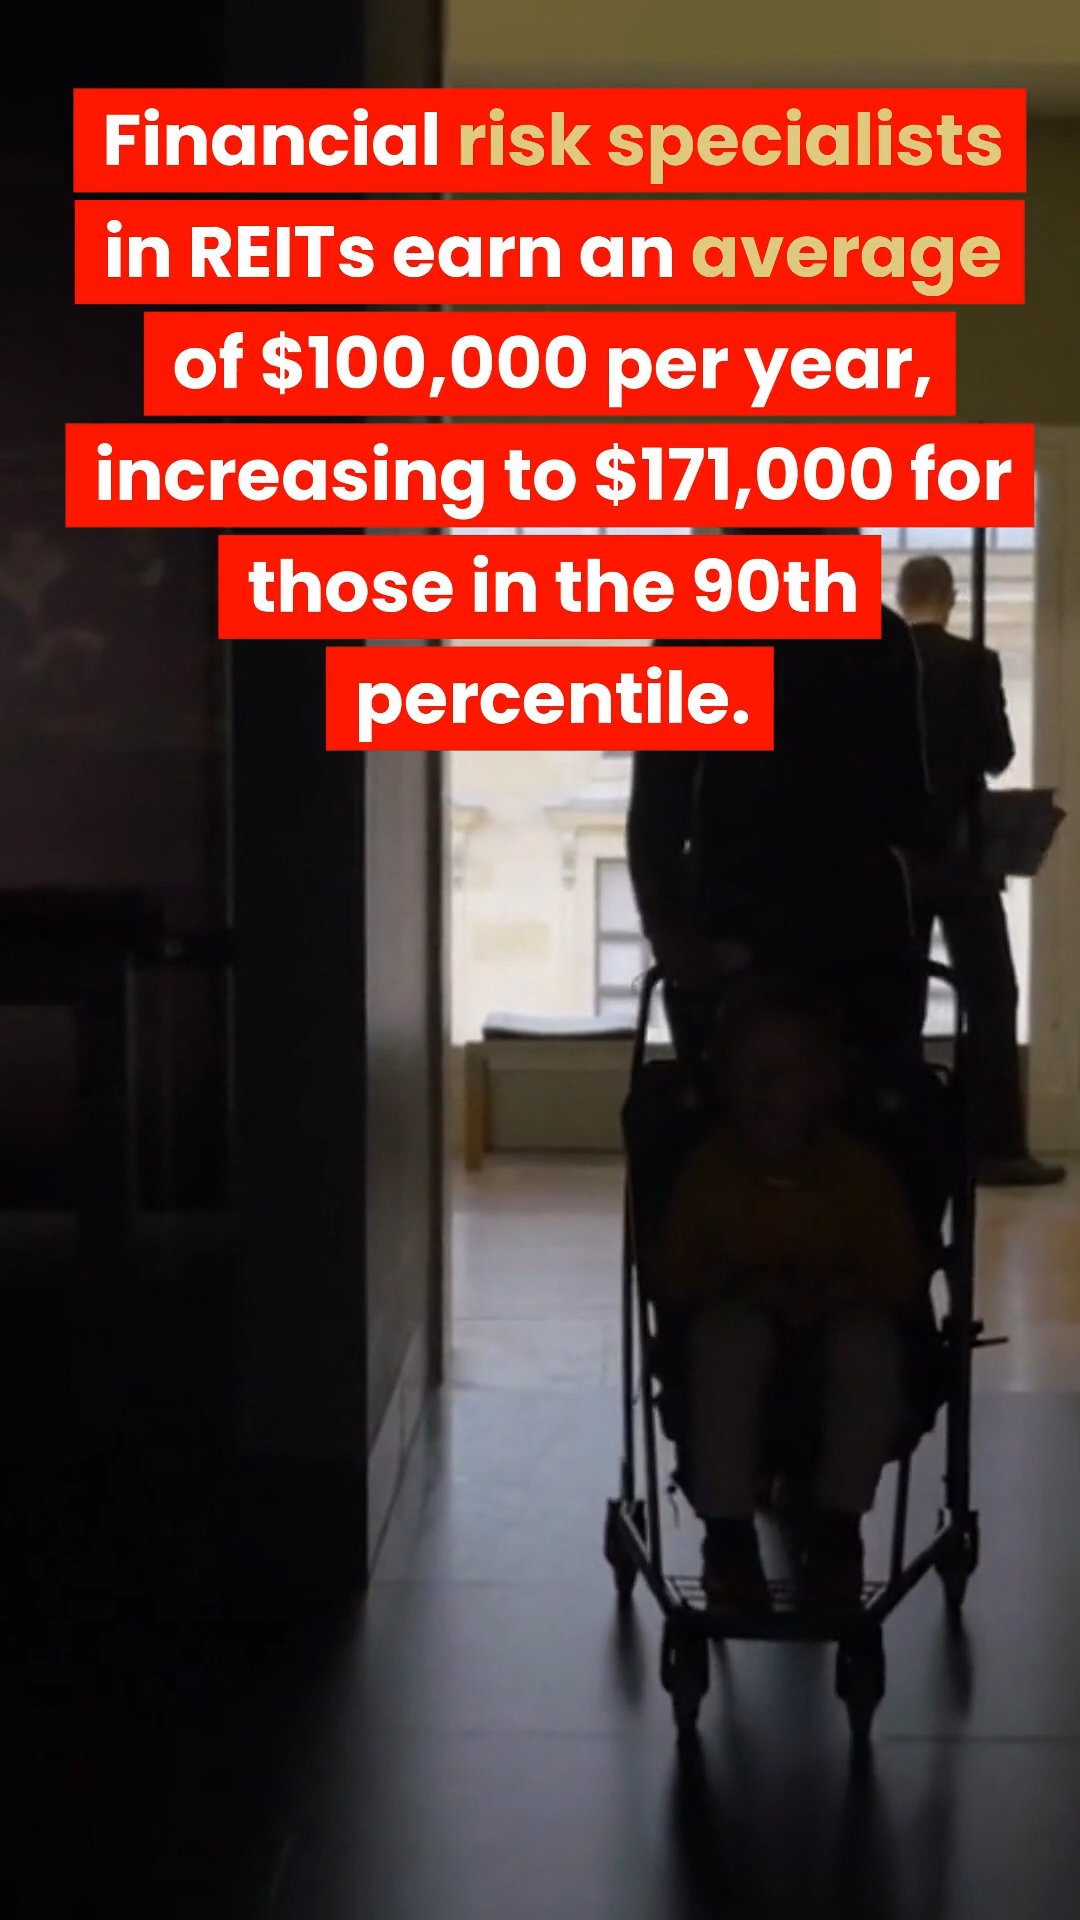 Financial risk specialists
in REITs earn an average
of $100,000 per year,
increasing to $171,000 for
those in the 90th
percentile.